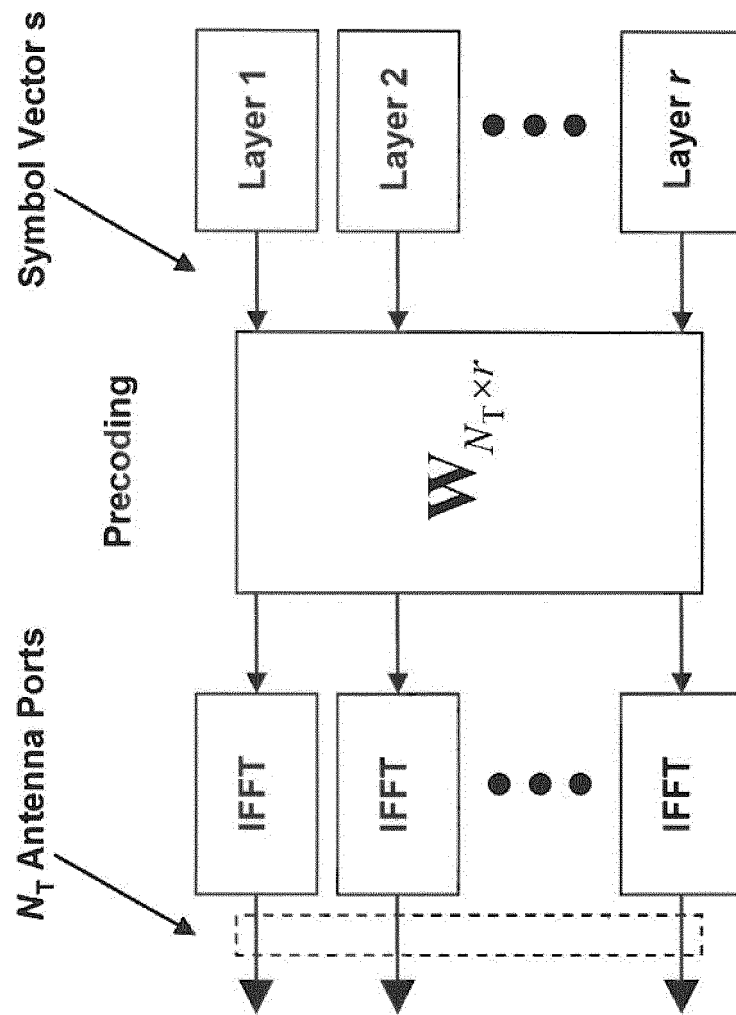 Symbol Vector s
Precoding
N_T Antenna Ports
Layer 1
Layer 2
Layer r
W_{N_T×r}
IFFT
IFFT
IFFT